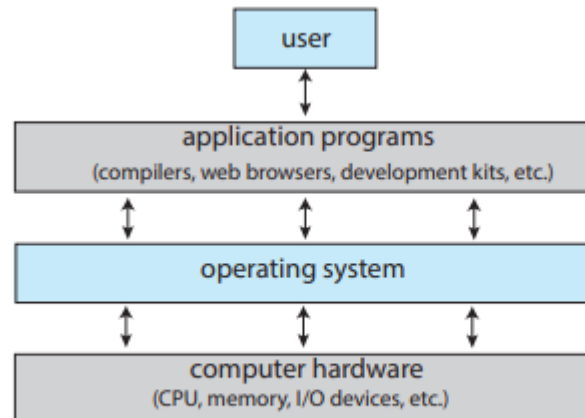 user
application programs
(compilers, web browsers, development kits, etc.)
operating system
computer hardware
(CPU, memory, I/O devices, etc.)